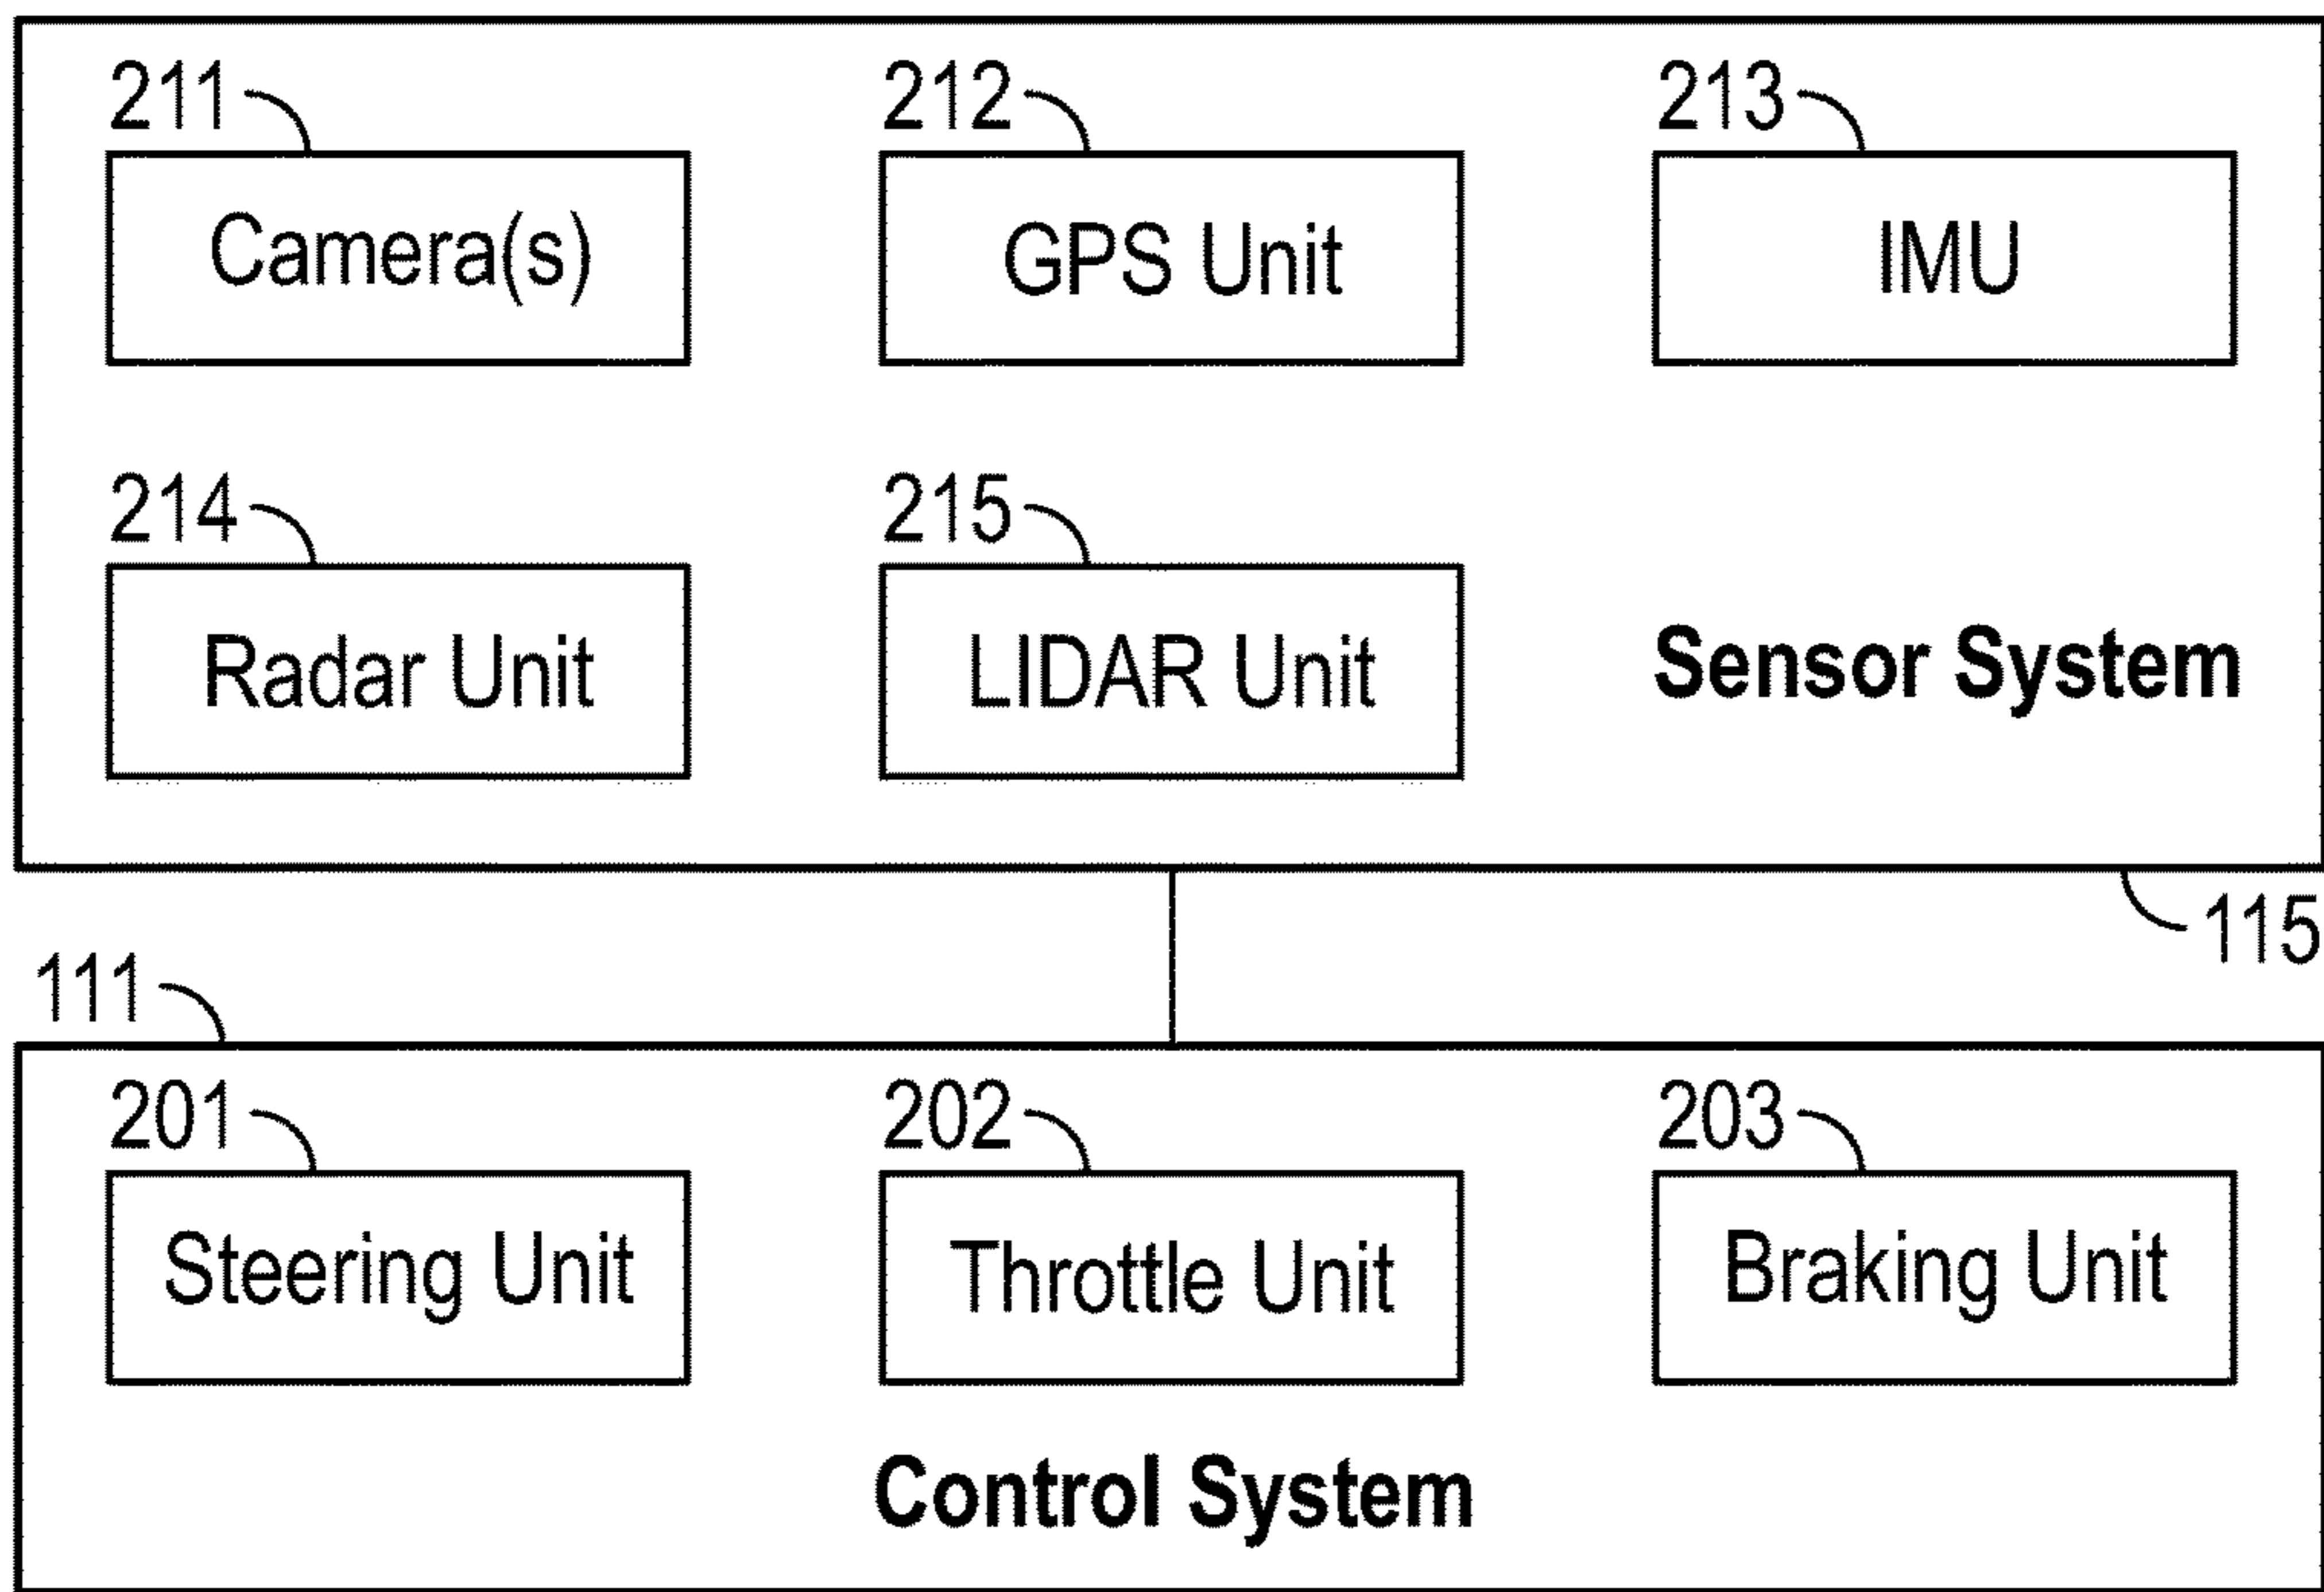 211
212
213
Camera(s)
GPS Unit
IMU
214
215
Radar Unit
LIDAR Unit
Sensor System
115
111
201
202
203
Steering Unit
Throttle Unit
Braking Unit
Control System